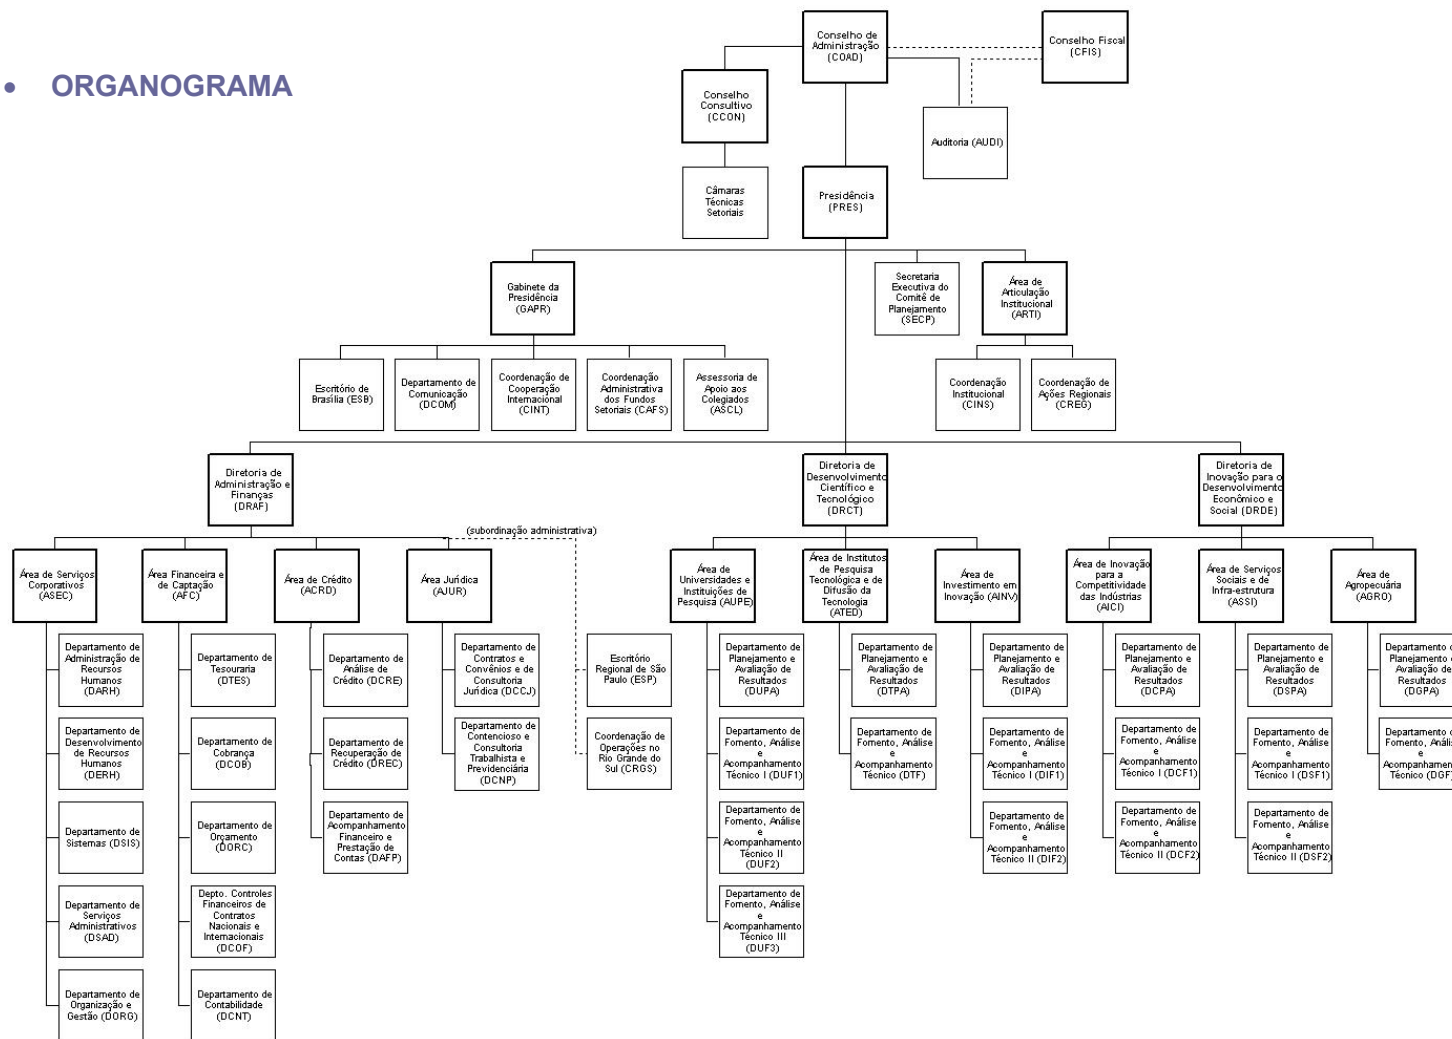 • ORGANOGRAMA
Conselho de
Administração
(COAD)
Conselho Fiscal
(CFIS)
Conselho
Consultivo
(CCON)
Auditoria (AUDI)
Câmaras
Técnicas
Setoriais
Presidência
(PRES)
Gabinete da
Presidência
(GAPR)
Secretaria
Executiva do
Comitê de
Planejamento
(SECP)
Área de
Articulação
Institucional
(ARTI)
Escritório de
Brasília (ESB)
Departamento de
Comunicação
(DCOM)
Coordenação de
Cooperação
Internacional
(CINT)
Coordenação
Administrativa
dos Fundos
Setoriais (CAFS)
Assessoria de
Apoio aos
Colegiados
(ASCL)
Coordenação
Institucional
(CINS)
Coordenação de
Ações Regionais
(CREG)
Diretoria de
Administração e
Finanças
(DRAF)
Diretoria de
Desenvolvimento
Científico e
Tecnológico
(DRCT)
Diretoria de
Inovação para o
Desenvolvimento
Econômico e
Social (DRDE)
(subordinação administrativa)
Área de Serviços
Corporativos
(ASEC)
Área Financeira e
de Captação
(AFC)
Área de Crédito
(ACRD)
Área Jurídica
(AJUR)
Área de
Universidades e
Instituições de
Pesquisa (AUPE)
Área de Institutos
de Pesquisa
Tecnológica e de
Difusão da
Tecnologia
(ATED)
Área de
Investimento em
Inovação (AINV)
Área de Inovação
para a
Competitividade
das Indústrias
(AICI)
Área de Serviços
Sociais e de
Infra-estrutura
(ASSI)
Área de
Agropecuária
(AGRO)
Departamento de
Administração de
Recursos
Humanos
(DARH)
Departamento de
Tesouraria
(DTES)
Departamento de
Análise de
Crédito (DCRE)
Departamento de
Contratos e
Convênios e de
Consultoria
Jurídica (DCCJ)
Escritório
Regional de São
Paulo (ESP)
Departamento de
Planejamento e
Avaliação de
Resultados
(DUPA)
Departamento de
Planejamento e
Avaliação de
Resultados
(DTPA)
Departamento de
Planejamento e
Avaliação de
Resultados
(DIPA)
Departamento de
Planejamento e
Avaliação de
Resultados
(DCPA)
Departamento de
Planejamento e
Avaliação de
Resultados
(DSPA)
Departamento
Planejamento e
Avaliação de
Resultados
(DGPA)
Departamento de
Desenvolvimento
de Recursos
Humanos
(DERH)
Departamento de
Cobrança
(DCOB)
Departamento de
Recuperação de
Crédito (DREC)
Departamento de
Contencioso e
Consultoria
Trabalhista e
Previdenciária
(DCNP)
Coordenação de
Operações no
Rio Grande do
Sul (CRGS)
Departamento de
Fomento, Análise
e
Acompanhamento
Técnico I (DUF1)
Departamento de
Fomento, Análise
e
Acompanhamento
Técnico (DTF)
Departamento de
Fomento, Análise
e
Acompanhamento
Técnico I (DIF1)
Departamento de
Fomento, Análise
e
Acompanhamento
Técnico I (DCF1)
Departamento de
Fomento, Análise
e
Acompanhamento
Técnico I (DSF1)
Departamento
Fomento,
e
Técnico
Departamento de
Sistemas (DSIS)
Departamento de
Orçamento
(DORC)
Departamento de
Acompanhamento
Financeiro e
Prestação de
Contas (DAFP)
Departamento de
Fomento, Análise
e
Acompanhamento
Técnico II
(DUF2)
Departamento de
Fomento, Análise
e
Acompanhamento
Técnico II (DIF2)
Departamento de
Fomento, Análise
e
Acompanhamento
Técnico II (DCF2)
Departamento de
Fomento, Análise
e
Acompanhamento
Técnico II (DSF2)
Departamento de
Serviços
Administrativos
(DSAD)
Depto. Controles
Financeiros de
Contratos
Nacionais e
Internacionais
(DCOF)
Departamento de
Fomento, Análise
e
Acompanhamento
Técnico III
(DUF3)
Departamento de
Organização e
Gestão (DORG)
Departamento de
Contabilidade
(DCNT)